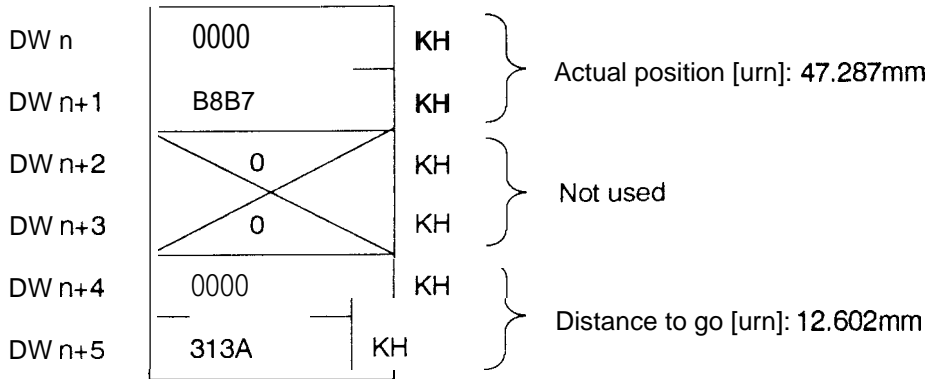 DW n 0000 KH
Actual position [urn]: 47.287mm
DW n+1 B8B7 KH
DW n+2 0 KH
Not used
DW n+3 0 KH
DW n+4 0000 KH
Distance to go [urn]: 12.602mm
DW n+5 313A KH